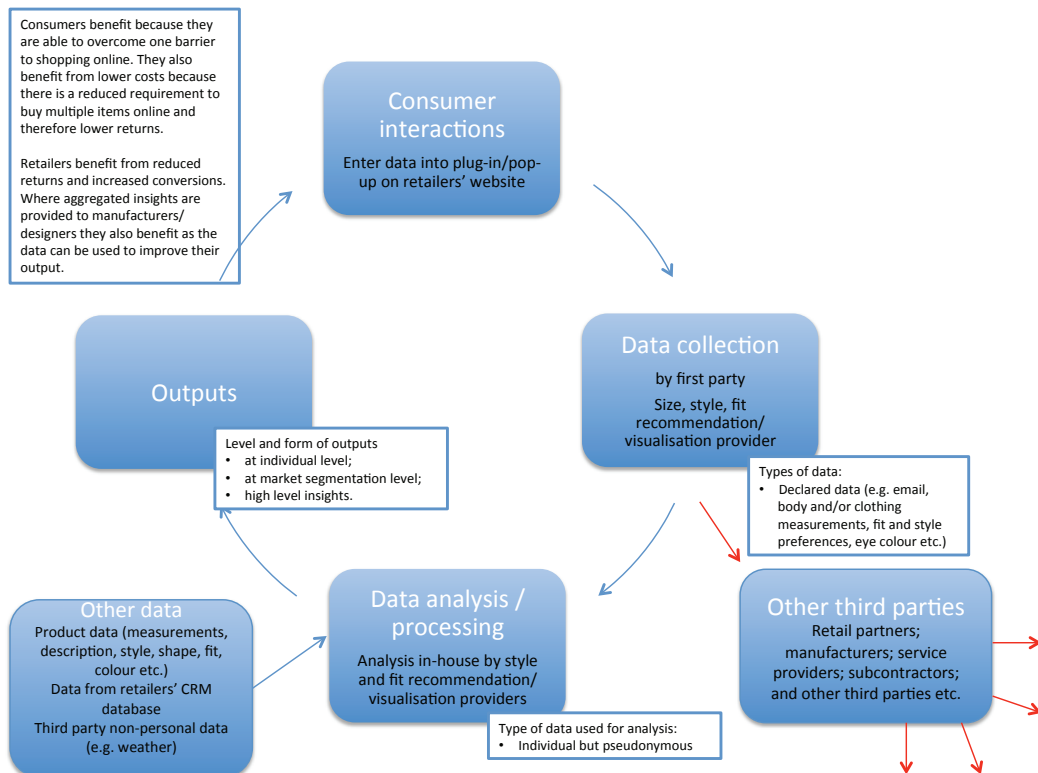 Consumers benefit because they
are able to overcome one barrier
to shopping online. They also
benefit from lower costs because
there is a reduced requirement to
buy multiple items online and
therefore lower returns.
Retailers benefit from reduced
returns and increased conversions.
Where aggregated insights are
provided to manufacturers/
designers they also benefit as the
data can be used to improve their
output.
Consumer
interactions
Enter data into plug-in/pop-
up on retailers' website
Data collection
by first party
Size, style, fit
recommendation/
visualisation provider
Types of data:
• Declared data (e.g. email,
body and/or clothing
measurements, fit and style
preferences, eye colour etc.)
Other third parties
Retail partners;
manufacturers; service
providers; subcontractors;
and other third parties etc.
Data analysis /
processing
Analysis in-house by style
and fit recommendation/
visualisation providers
Type of data used for analysis:
• Individual but pseudonymous
Other data
Product data (measurements,
description, style, shape, fit,
colour etc.)
Data from retailers' CRM
database
Third party non-personal data
(e.g. weather)
Outputs
Level and form of outputs
• at individual level;
• at market segmentation level;
• high level insights.